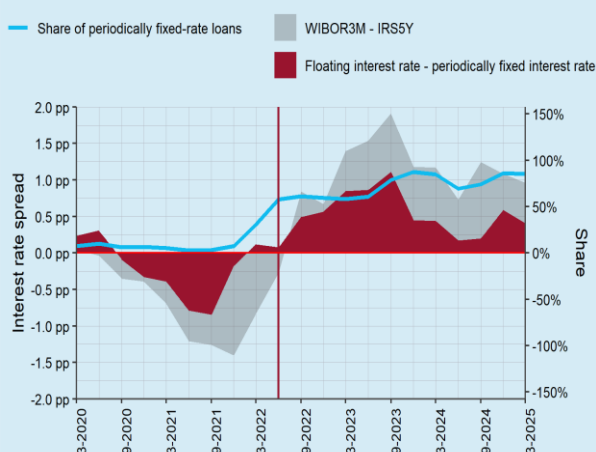 Share of periodically fixed-rate loans
WIBOR3M - IRS5Y
Floating interest rate - periodically fixed interest rate
Interest rate spread
2.0 pp
1.5 pp
1.0 pp
0.5 pp
0.0 pp
-0.5 pp
-1.0 pp
-1.5 pp
-2.0 pp
150%
100%
50%
0%
-50%
-100%
-150%
Share
3-2020
9-2020
3-2021
9-2021
3-2022
9-2022
3-2023
9-2023
3-2024
9-2024
3-2025